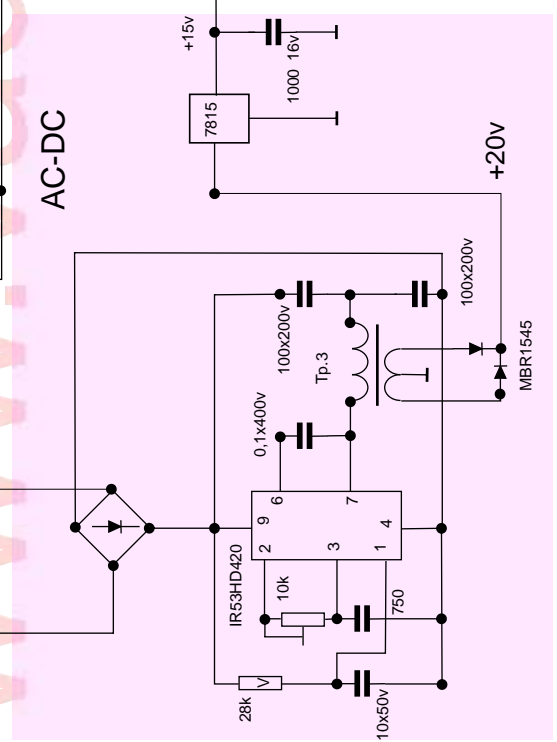 AC-DC
+15v
1000 16v
7815
+20v
100x200v
100x200v
Tp.3
MBR1545
0,1x400v
6
7
9
4
2
3
1
IR53HD420
10k
750
28k
V
10x50v